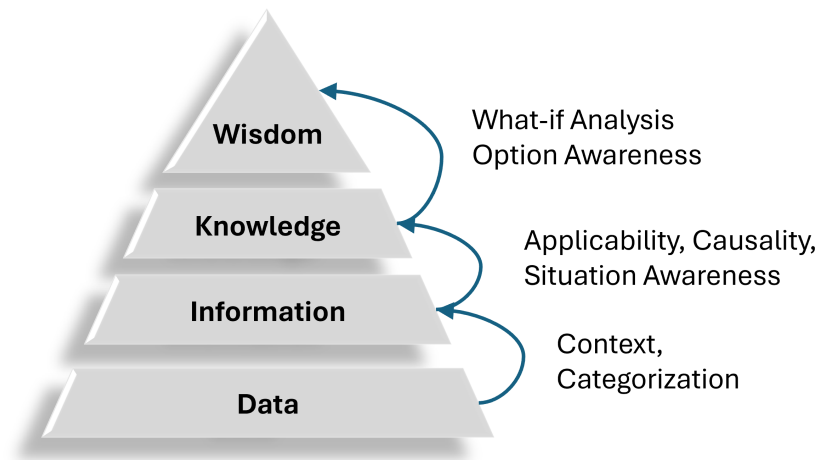 Wisdom
What-if Analysis
Option Awareness
Knowledge
Applicability, Causality,
Situation Awareness
Information
Context,
Categorization
Data